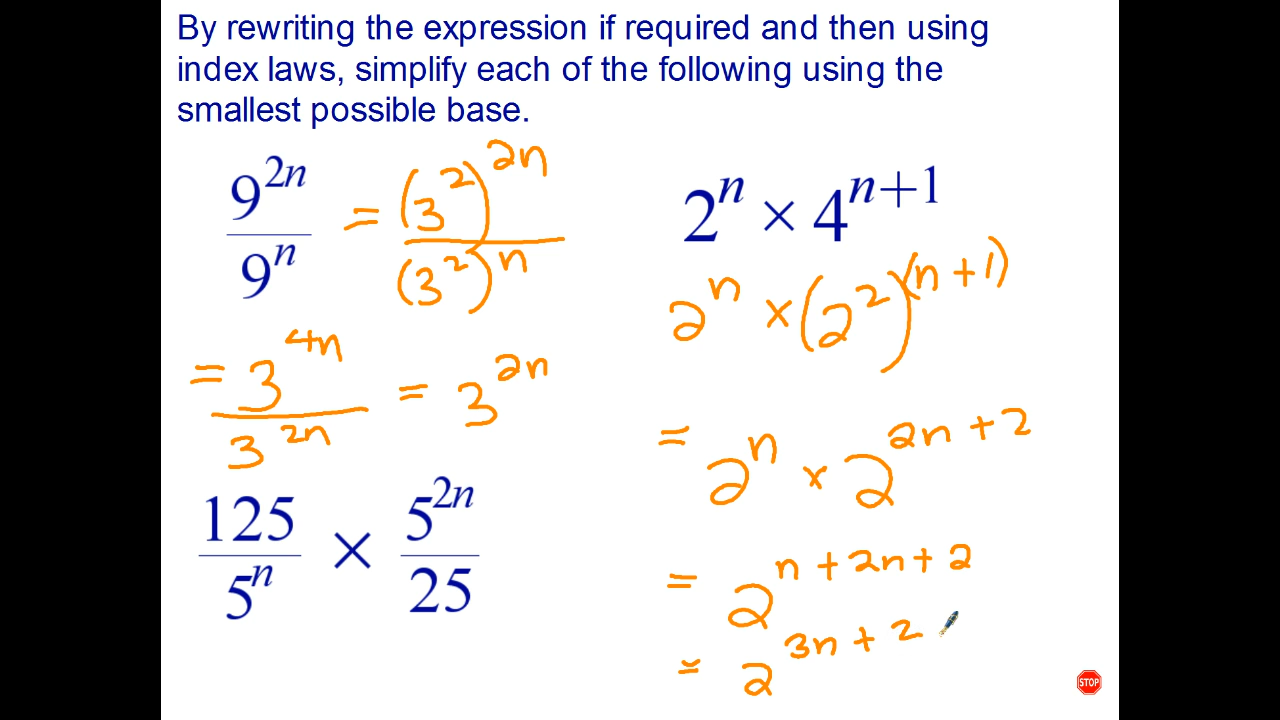 By rewriting the expression if required and then using
index laws, simplify each of the following using the
smallest possible base.
9^{2n} / 9^n = (3^2)^{2n} / (3^2)^n
= 3^{4n} / 3^{2n} = 3^{2n}
125 / 5^n × 5^{2n} / 25
2^n × 4^{n+1}
2^n × (2^2)^{(n+1)}
= 2^n × 2^{2n+2}
= 2^{n+2n+2}
= 2^{3n+2}
STOP